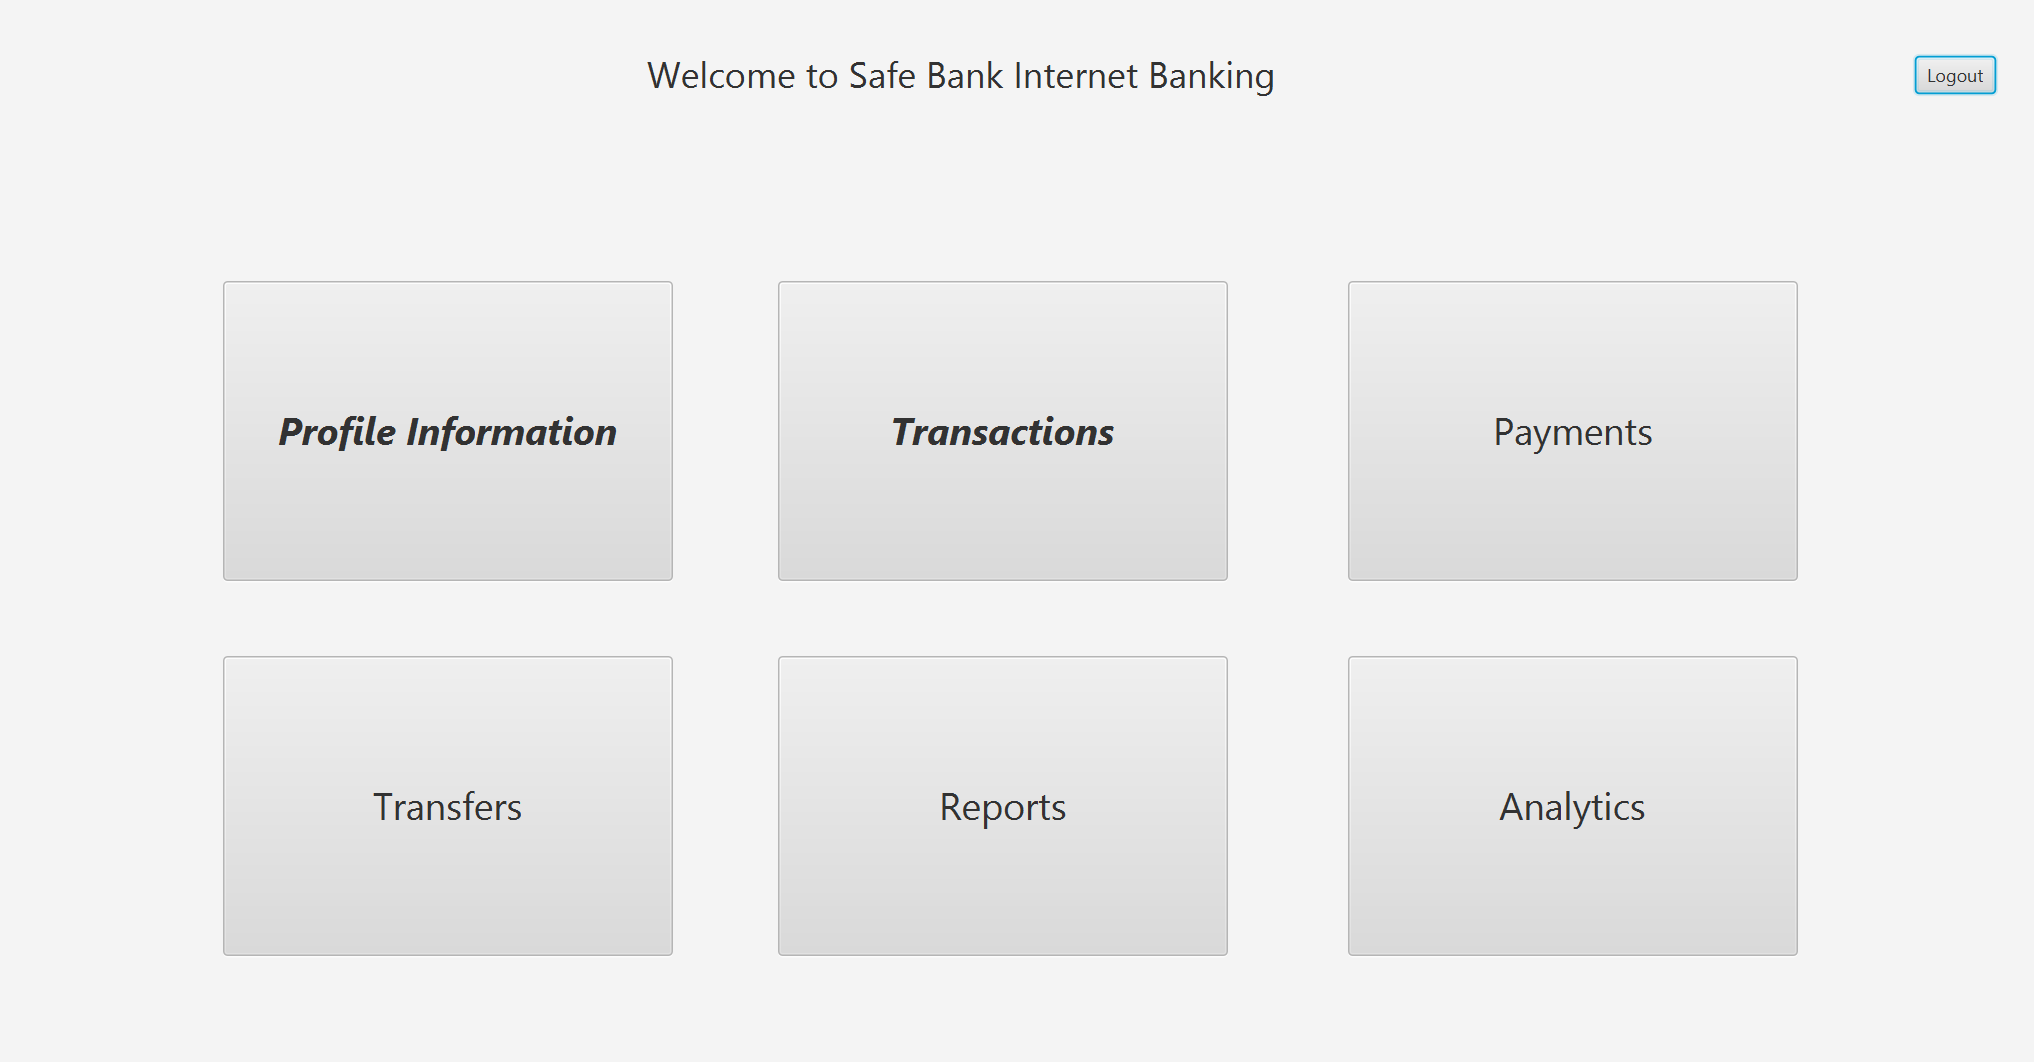 Welcome to Safe Bank Internet Banking
Logout
Profile Information
Transactions
Payments
Transfers
Reports
Analytics